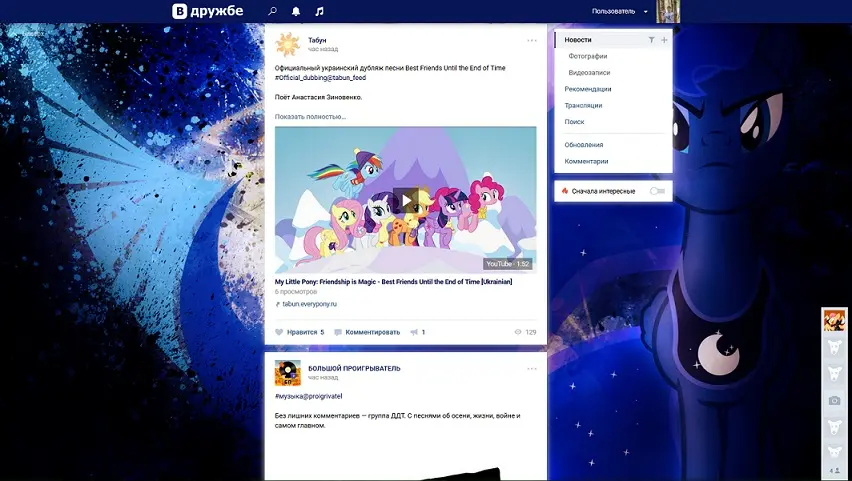 В дружбе
Пользователь
Табун
час назад
Официальный украинский дубляж песни Best Friends Until the End of Time
#Official_dubbing@tabun_feed
Поёт Анастасия Зиновенко.
Показать полностью…
YouTube · 1:52
My Little Pony: Friendship is Magic - Best Friends Until the End of Time [Ukrainian]
6 просмотров
tabun.everypony.ru
Нравится 5 Комментировать 1 129
БОЛЬШОЙ ПРОИГРЫВАТЕЛЬ
час назад
#музыка@proigrivatel
Без лишних комментариев — группа ДДТ. С песнями об осени, жизни, войне и
самом главном.
Новости
Фотографии
Видеозаписи
Рекомендации
Трансляции
Поиск
Обновления
Комментарии
Сначала интересные
4